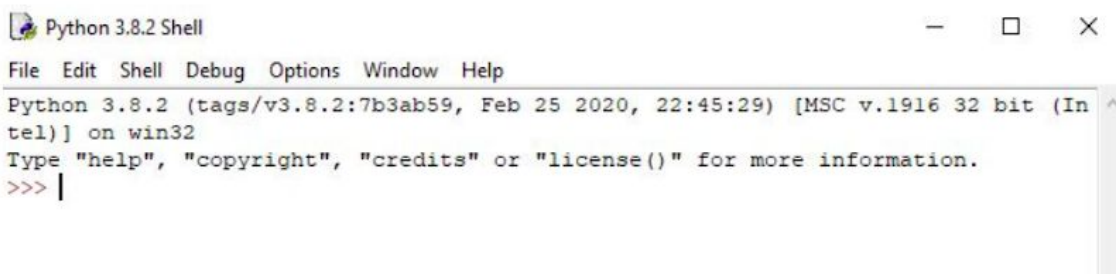 Python 3.8.2 Shell
File Edit Shell Debug Options Window Help
Python 3.8.2 (tags/v3.8.2:7b3ab59, Feb 25 2020, 22:45:29) [MSC v.1916 32 bit (In
tel)] on win32
Type "help", "copyright", "credits" or "license()" for more information.
>>>